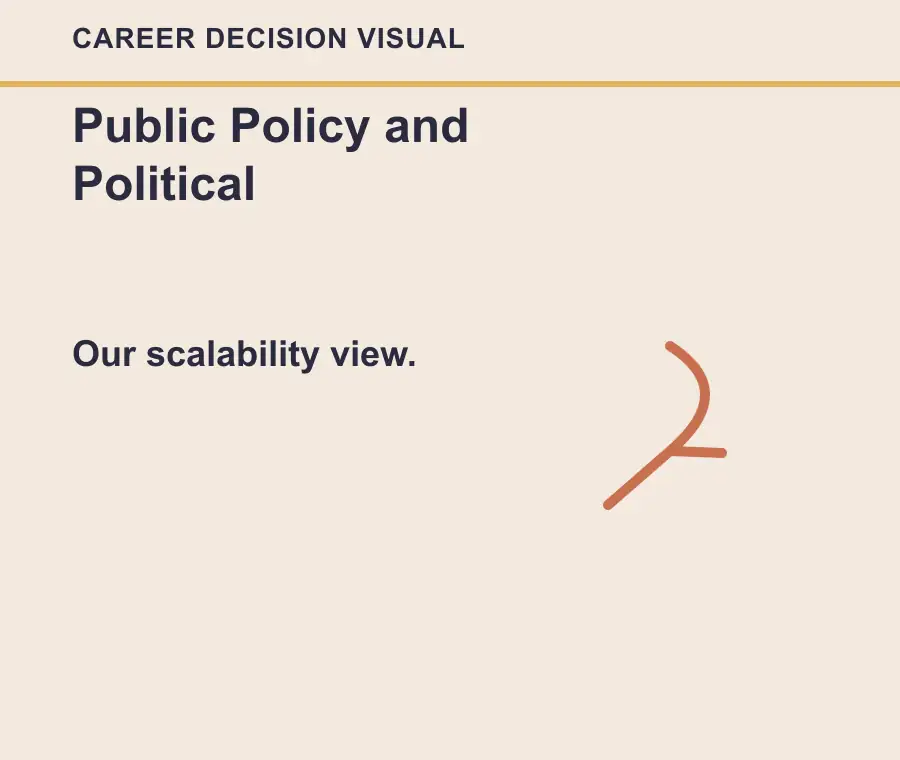 CAREER DECISION VISUAL
Public Policy and
Political
Our scalability view.